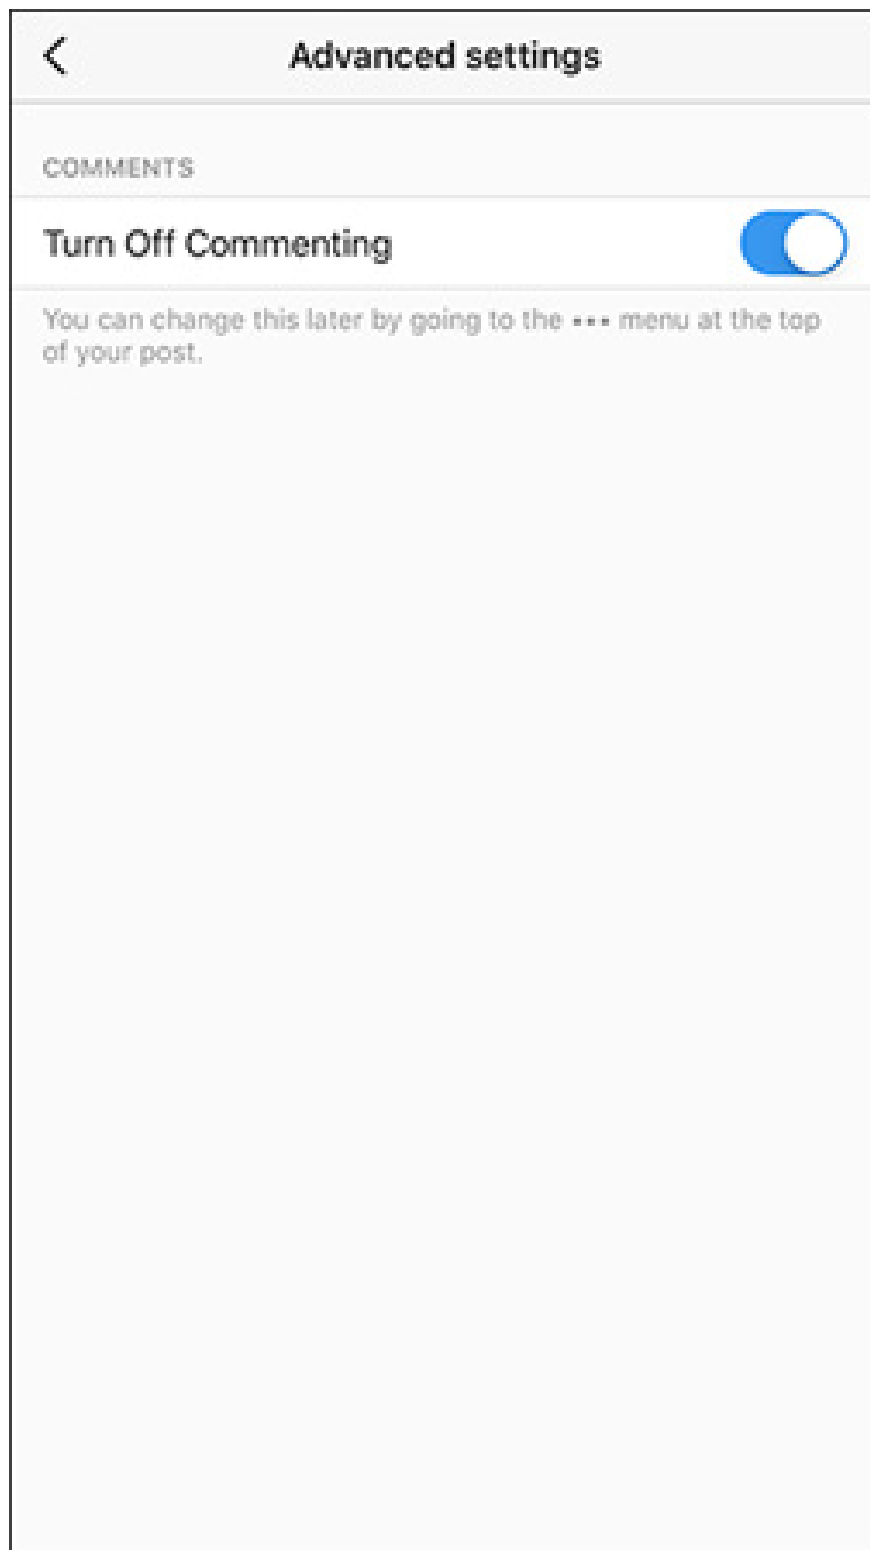 Advanced settings
COMMENTS
Turn Off Commenting
You can change this later by going to the ••• menu at the top
of your post.